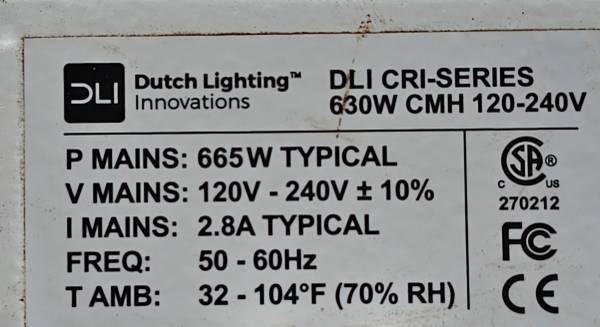 DLI Dutch Lighting™
Innovations
DLI CRI-SERIES
630W CMH 120-240V
P MAINS: 665W TYPICAL
V MAINS: 120V - 240V ± 10%
I MAINS: 2.8A TYPICAL
FREQ: 50 - 60Hz
T AMB: 32 - 104°F (70% RH)
CSA®
C US
270212
FC
CE